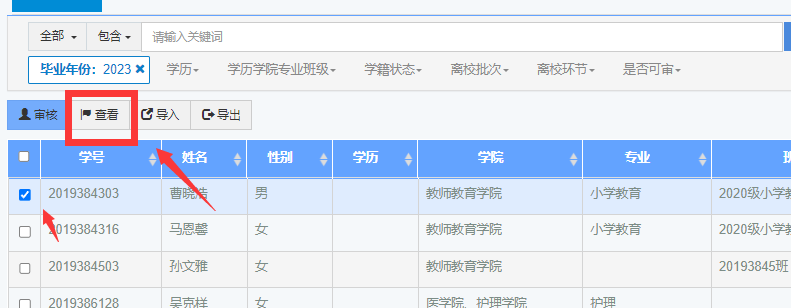 全部 包含 请输入关键词
毕业年份：2023 学历 学历学院专业班级 学籍状态 离校批次 离校环节 是否可审
审核 查看 导入 导出
学号 姓名 性别 学历 学院 专业
2019384303 曹晓浩 男 教师教育学院 小学教育 2020级小学教
2019384316 马恩馨 女 教师教育学院 小学教育 2020级小学教
2019384503 孙文雅 女 教师教育学院 20193845班
2019386128 女 医学院、护理学院 护理